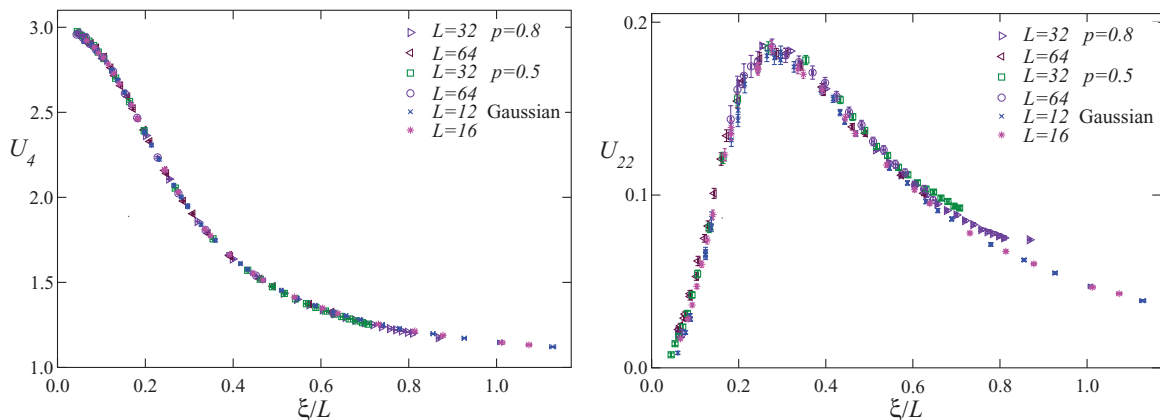 4.0
3.0
2.5
U₄
2.0
1.5
1.0
0.0 0.2 0.4 0.6 0.8 1.0
ξ/L
L=32 p=0.8
L=64
L=32 p=0.5
L=64
L=12 Gaussian
L=16
0.2
U₂₂
0.1
0.0
0.0 0.2 0.4 0.6 0.8 1.0
ξ/L
L=32 p=0.8
L=64
L=32 p=0.5
L=64
L=12 Gaussian
L=16